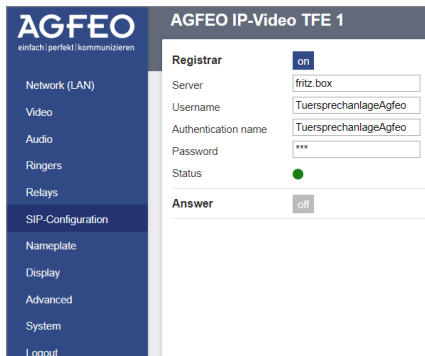 AGFEO
einfach perfekt kommunizieren
AGFEO IP-Video TFE 1
Network (LAN)
Video
Audio
Ringers
Relays
SIP-Configuration
Nameplate
Display
Advanced
System
Logout
Registrar on
Server fritz.box
Username TuersprechanlageAgfeo
Authentication name TuersprechanlageAgfeo
Password ***
Status
Answer off